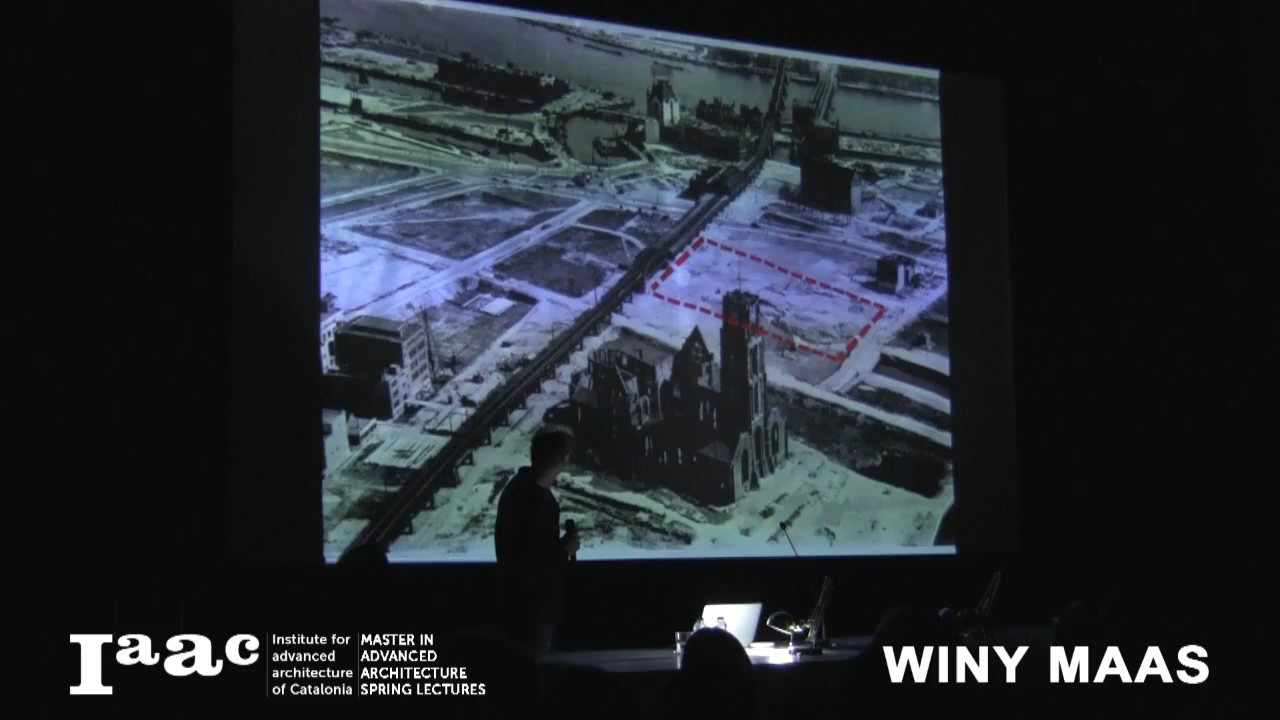 Iaac
Institute for
advanced
architecture
of Catalonia
MASTER IN
ADVANCED
ARCHITECTURE
SPRING LECTURES
WINY MAAS